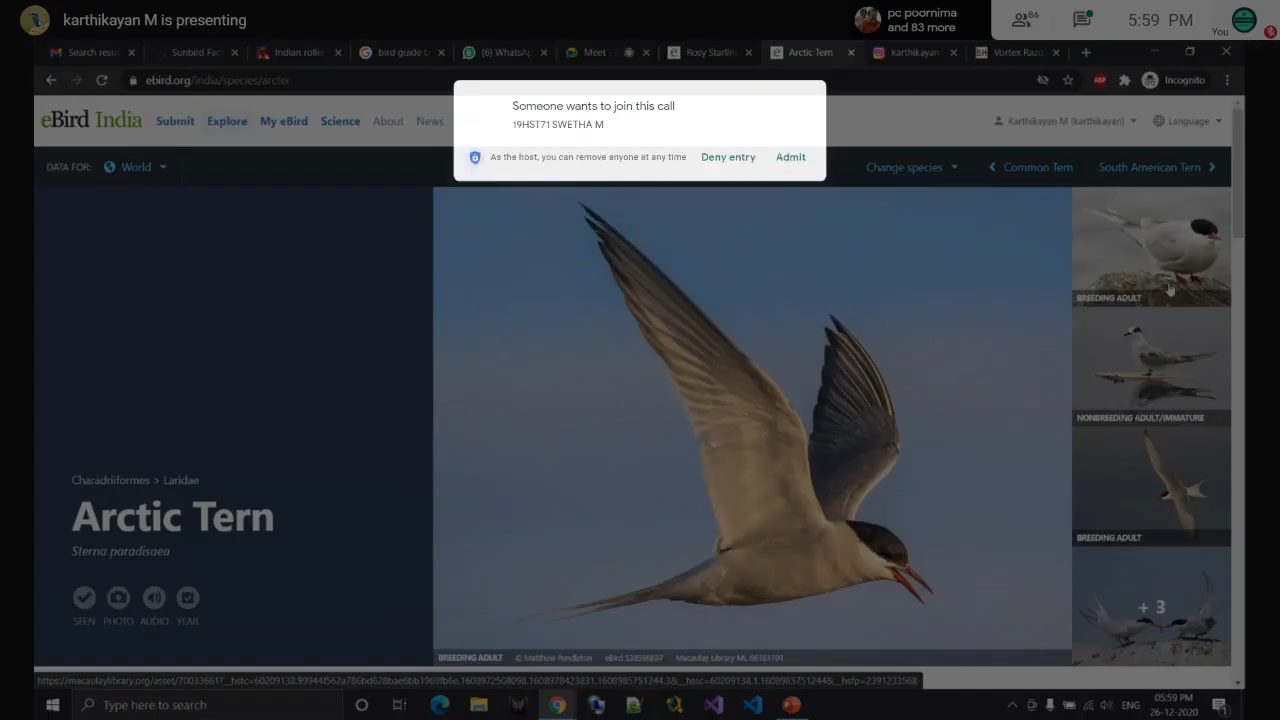 karthikayan M is presenting
pc poornima
and 83 more
86
5:59 PM
You
Search resu
Sunbird Fac
Indian rolle
bird guide b
(6) WhatsAp
Meet -
Rosy Starlin
Arctic Tern
karthikayan
Vortex Razo
ebird.org/india/species/arcter
ABP
Incognito
Someone wants to join this call
19HST71 SWETHA M
As the host, you can remove anyone at any time
Deny entry
Admit
eBird India
Submit
Explore
My eBird
Science
About
News
Karthikayan M (karthikayan)
Language
DATA FOR:
World
Change species
Common Tern
South American Tern
BREEDING ADULT
NONBREEDING ADULT/IMMATURE
BREEDING ADULT
+ 3
Charadriiformes > Laridae
Arctic Tern
Sterna paradisaea
SEEN
PHOTO
AUDIO
YEAR
BREEDING ADULT
© Matthew Pendleton
eBird S38596637
Macaulay Library ML 66161701
Type here to search
ENG
05:59 PM
26-12-2020